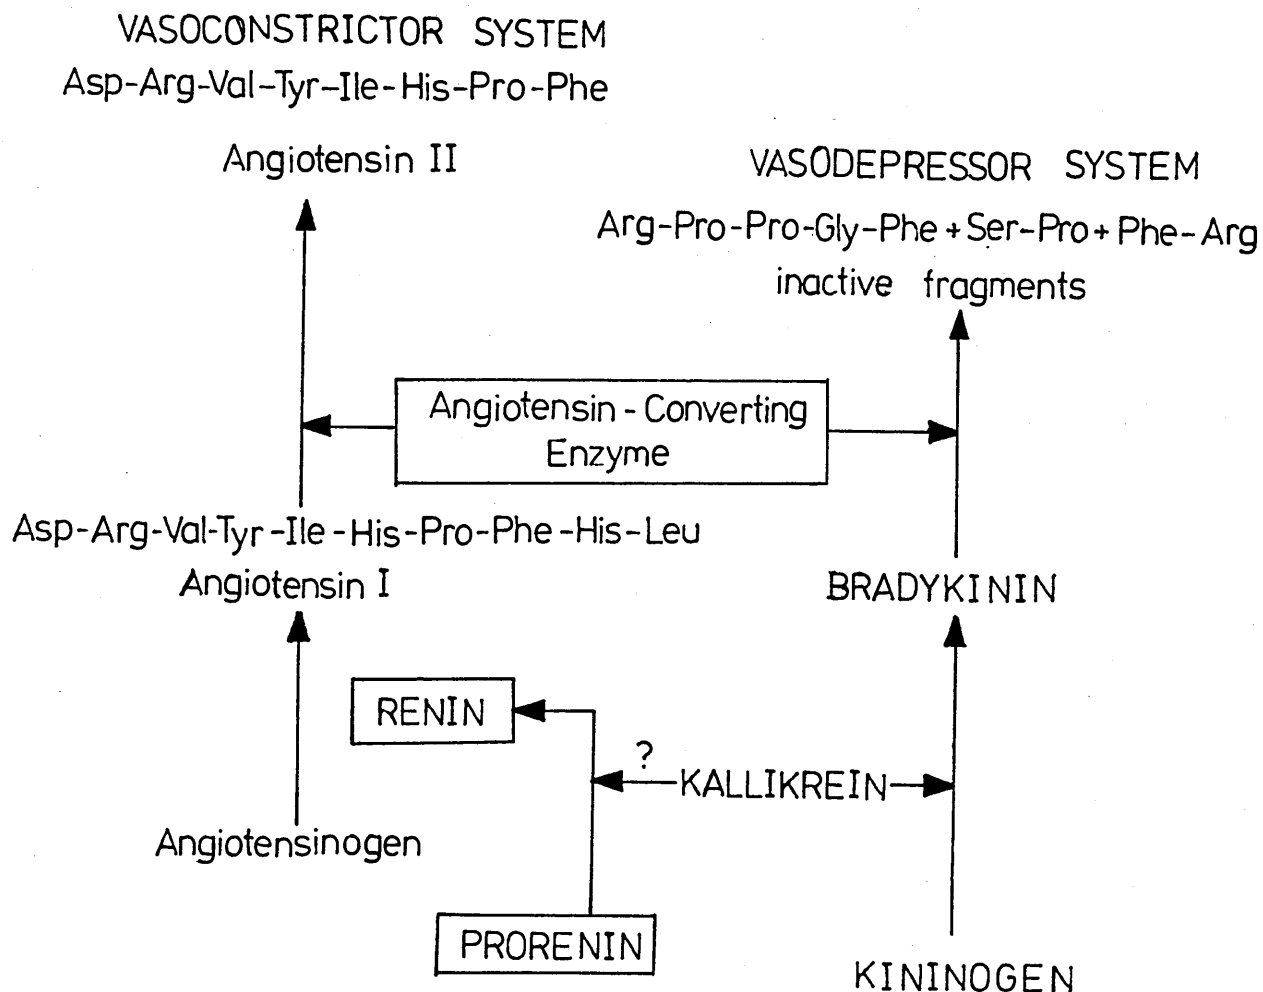 VASOCONSTRICTOR SYSTEM
Asp-Arg-Val-Tyr-Ile-His-Pro-Phe
Angiotensin II
VASODEPRESSOR SYSTEM
Arg-Pro-Pro-Gly-Phe+Ser-Pro+Phe-Arg
inactive fragments
Angiotensin-Converting
Enzyme
Asp-Arg-Val-Tyr-Ile-His-Pro-Phe-His-Leu
Angiotensin I
BRADYKININ
RENIN
?
KALLIKREIN
Angiotensinogen
PRORENIN
KININOGEN